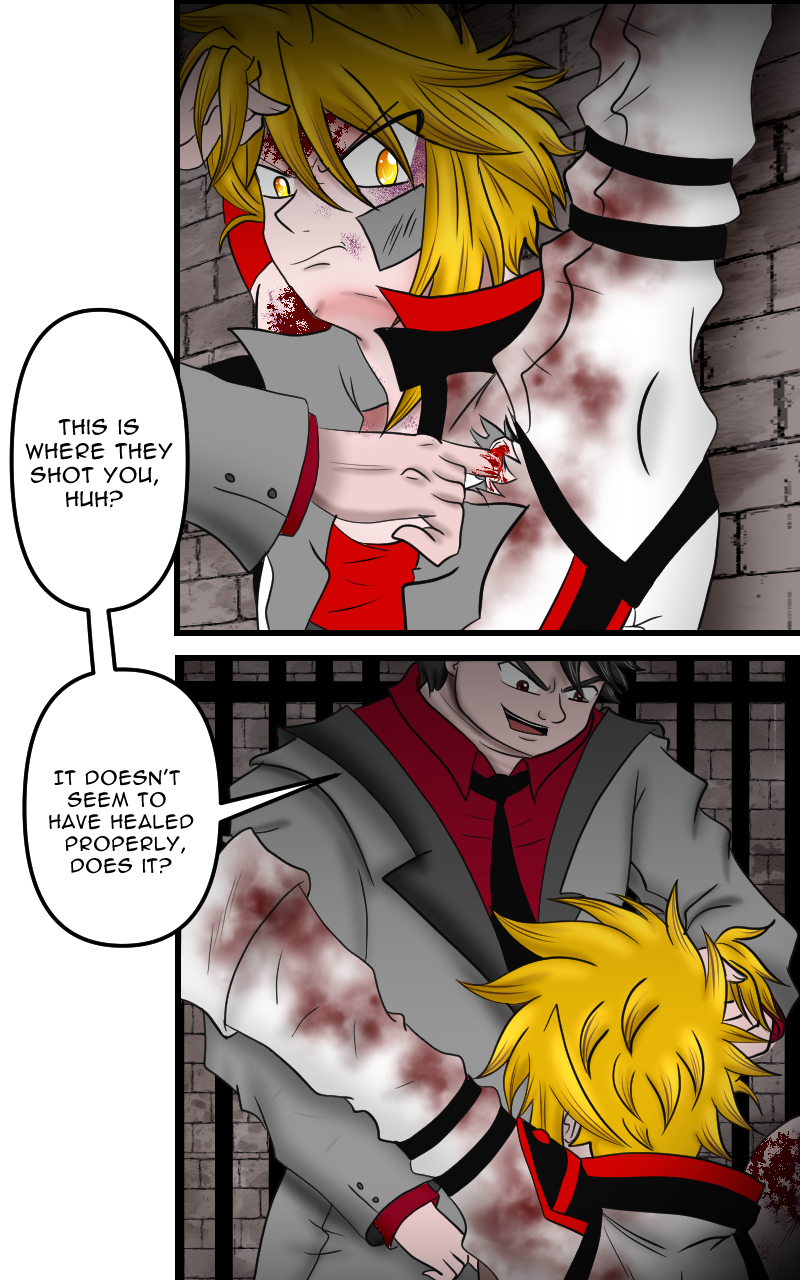 THIS IS
WHERE THEY
SHOT YOU,
HUH?
IT DOESN'T
SEEM TO
HAVE HEALED
PROPERLY,
DOES IT?